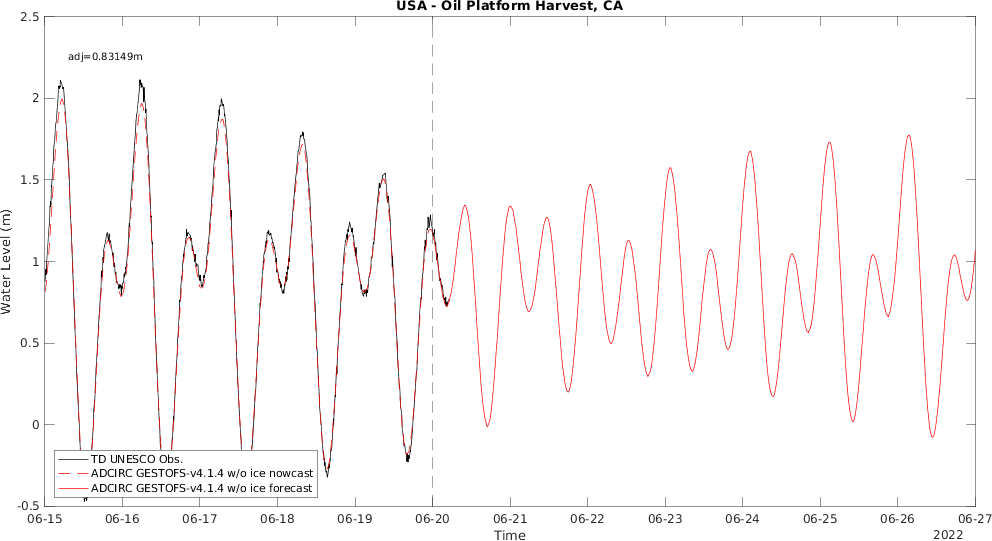 USA - Oil Platform Harvest, CA
adj=0.83149m
2.5
2
1.5
1
0.5
0
-0.5
Water Level (m)
TD UNESCO Obs.
ADCIRC GESTOFS-v4.1.4 w/o ice nowcast
ADCIRC GESTOFS-v4.1.4 w/o ice forecast
06-15 06-16 06-17 06-18 06-19 06-20 06-21 06-22 06-23 06-24 06-25 06-26 06-27
Time
2022